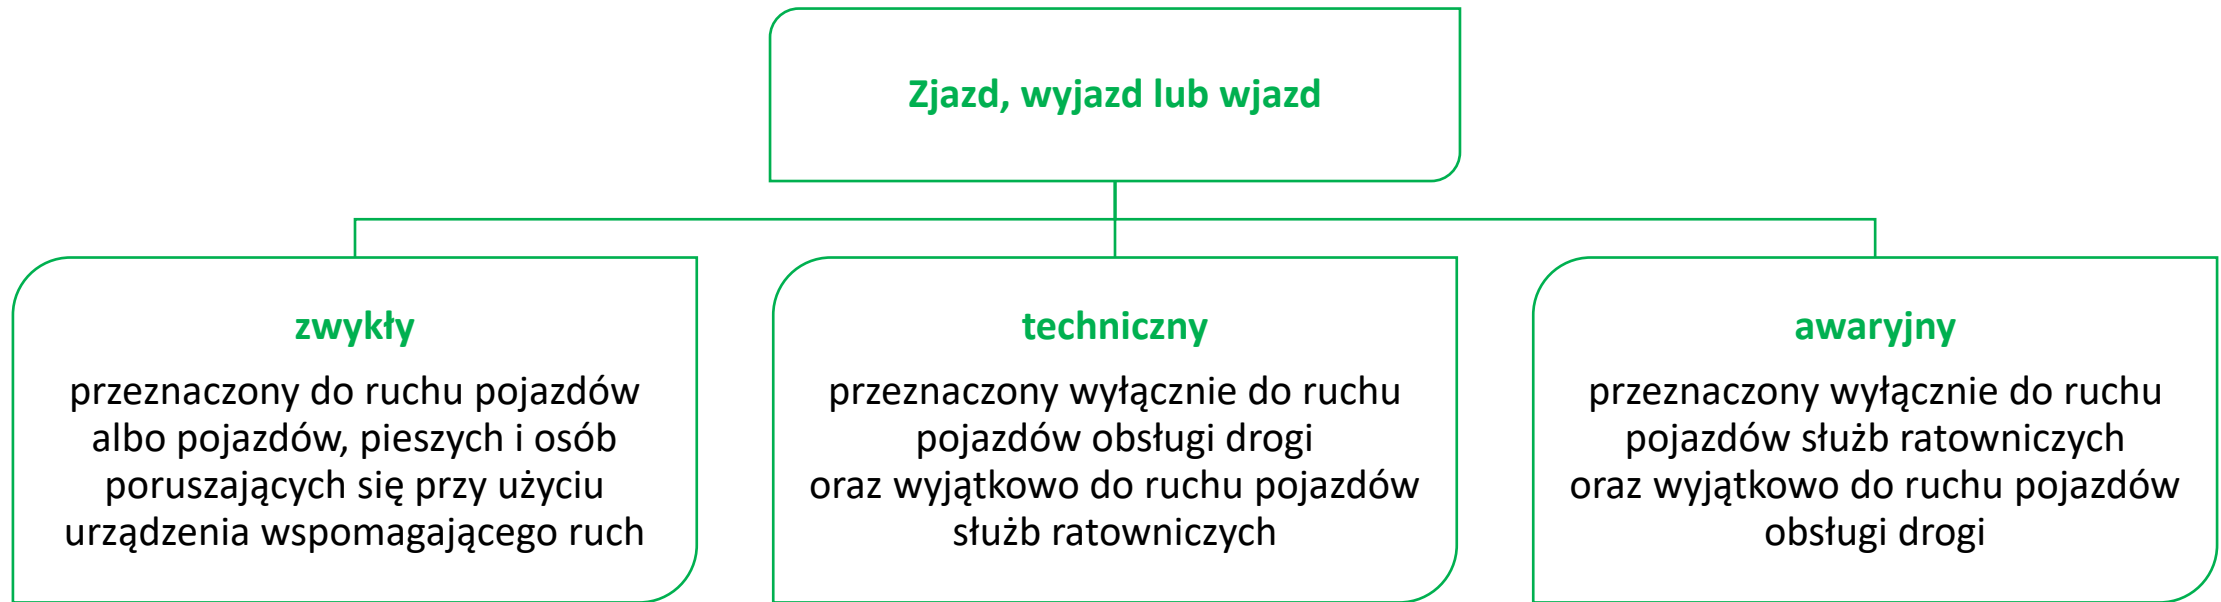 Zjazd, wyjazd lub wjazd
zwykły
przeznaczony do ruchu pojazdów
albo pojazdów, pieszych i osób
poruszających się przy użyciu
urządzenia wspomagającego ruch
techniczny
przeznaczony wyłącznie do ruchu
pojazdów obsługi drogi
oraz wyjątkowo do ruchu pojazdów
służb ratowniczych
awaryjny
przeznaczony wyłącznie do ruchu
pojazdów służb ratowniczych
oraz wyjątkowo do ruchu pojazdów
obsługi drogi